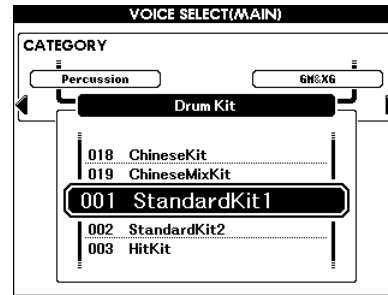 VOICE SELECT(MAIN)
CATEGORY
Percussion GM&XG
Drum Kit
018 ChineseKit
019 ChineseMixKit
001 StandardKit1
002 StandardKit2
003 HitKit